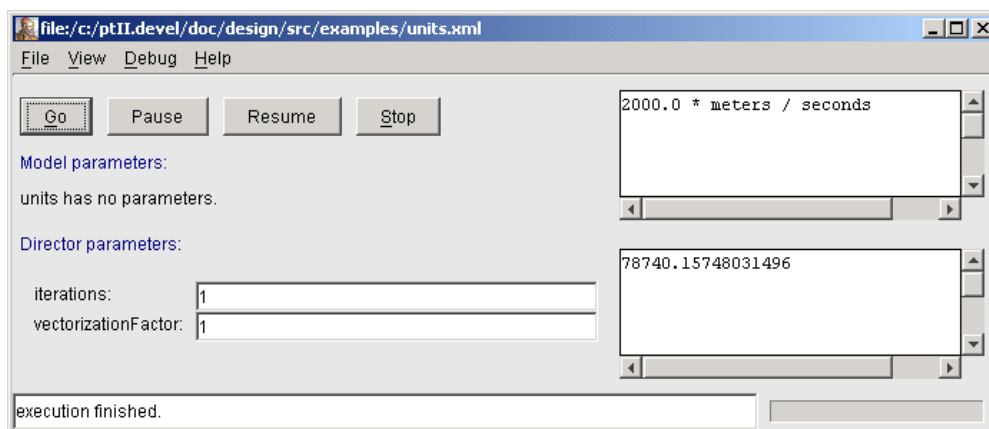 file:/c:/ptII.devel/doc/design/src/examples/units.xml
File View Debug Help
Go Pause Resume Stop
Model parameters:
units has no parameters.
Director parameters:
iterations: 1
vectorizationFactor: 1
2000.0 * meters / seconds
78740.15748031496
execution finished.